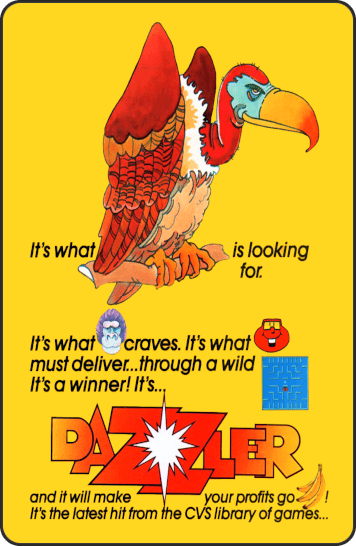 It's what is looking
for.
It's what craves. It's what
must deliver...through a wild
It's a winner! It's...
DAZZLER
and it will make your profits go !
It's the latest hit from the CVS library of games...